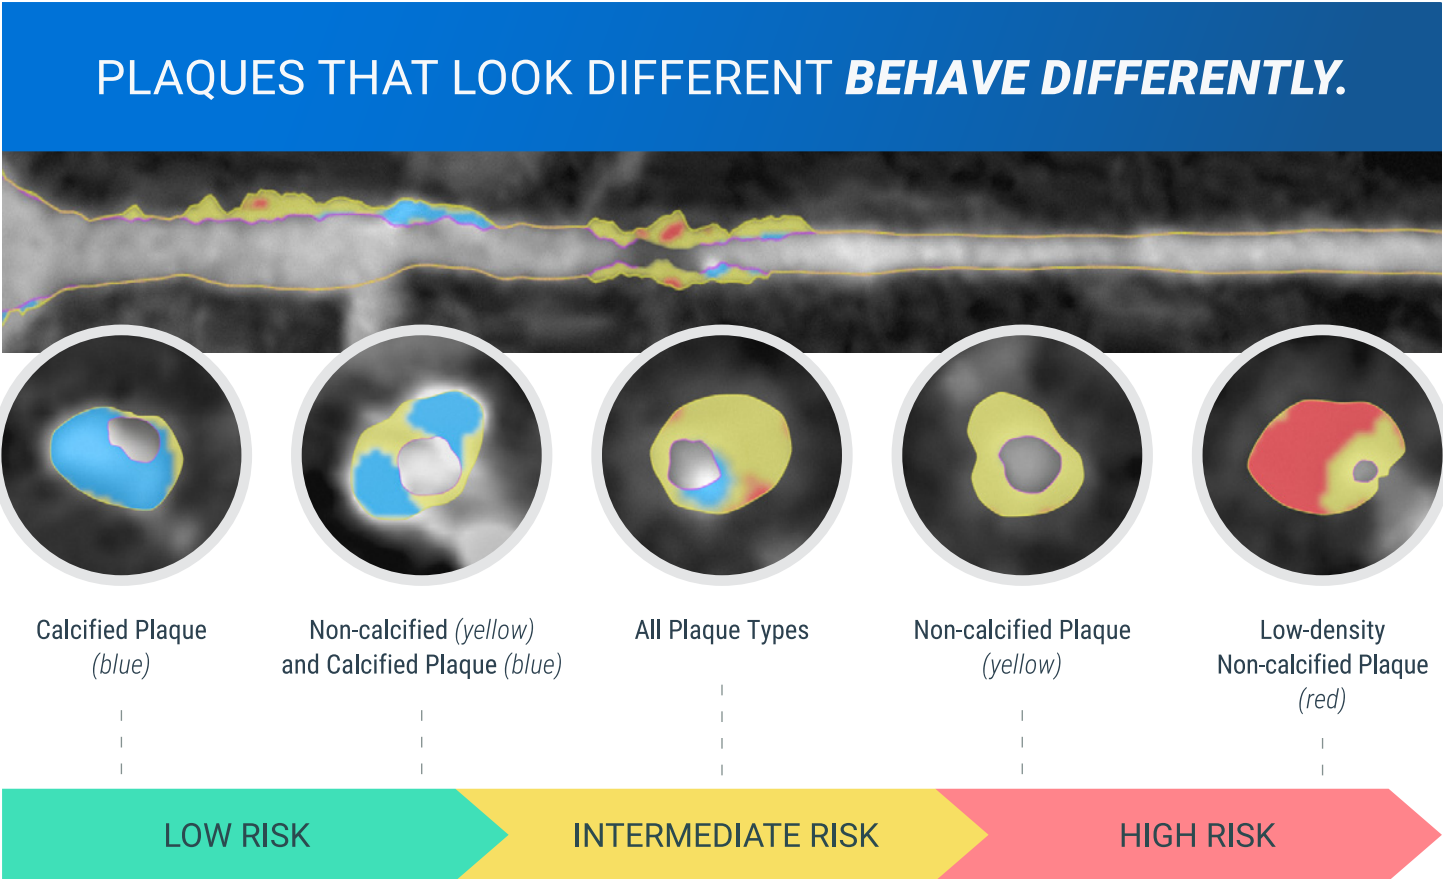 PLAQUES THAT LOOK DIFFERENT BEHAVE DIFFERENTLY.
Calcified Plaque
(blue)
Non-calcified (yellow)
and Calcified Plaque (blue)
All Plaque Types
Non-calcified Plaque
(yellow)
Low-density
Non-calcified Plaque
(red)
LOW RISK
INTERMEDIATE RISK
HIGH RISK